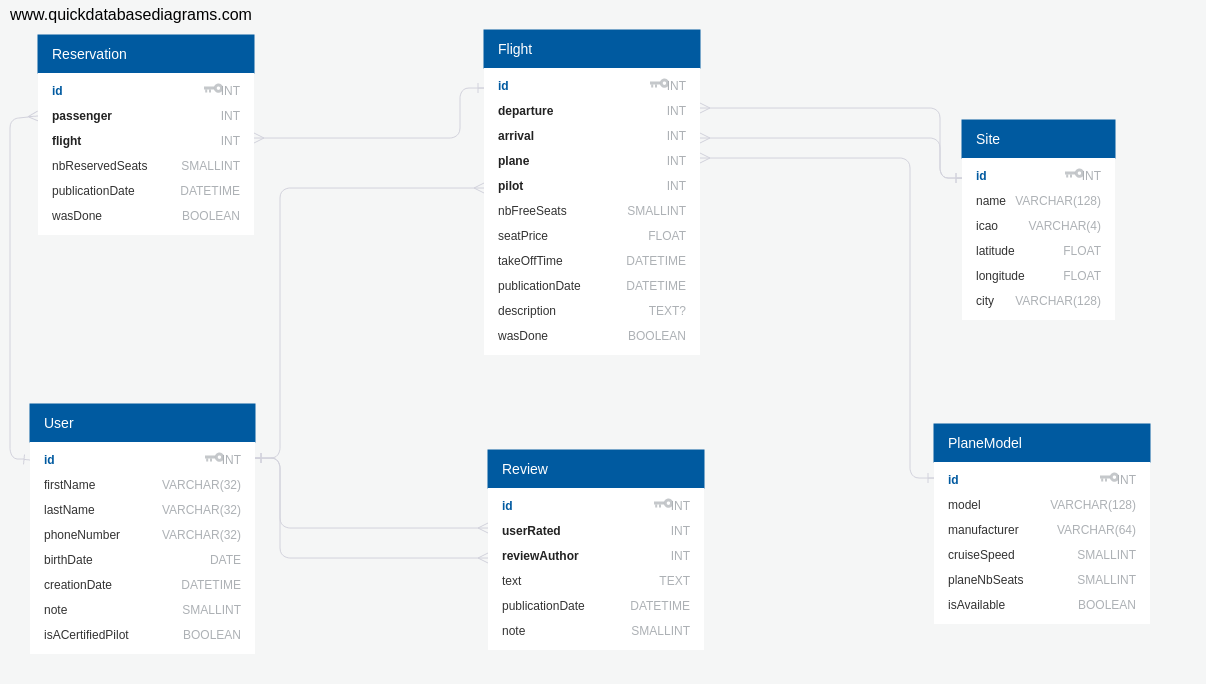 www.quickdatabasediagrams.com
Reservation
id INT
passenger INT
flight INT
nbReservedSeats SMALLINT
publicationDate DATETIME
wasDone BOOLEAN
Flight
id INT
departure INT
arrival INT
plane INT
pilot INT
nbFreeSeats SMALLINT
seatPrice FLOAT
takeOffTime DATETIME
publicationDate DATETIME
description TEXT?
wasDone BOOLEAN
Site
id INT
name VARCHAR(128)
icao VARCHAR(4)
latitude FLOAT
longitude FLOAT
city VARCHAR(128)
User
id INT
firstName VARCHAR(32)
lastName VARCHAR(32)
phoneNumber VARCHAR(32)
birthDate DATE
creationDate DATETIME
note SMALLINT
isACertifiedPilot BOOLEAN
Review
id INT
userRated INT
reviewAuthor INT
text TEXT
publicationDate DATETIME
note SMALLINT
PlaneModel
id INT
model VARCHAR(128)
manufacturer VARCHAR(64)
cruiseSpeed SMALLINT
planeNbSeats SMALLINT
isAvailable BOOLEAN